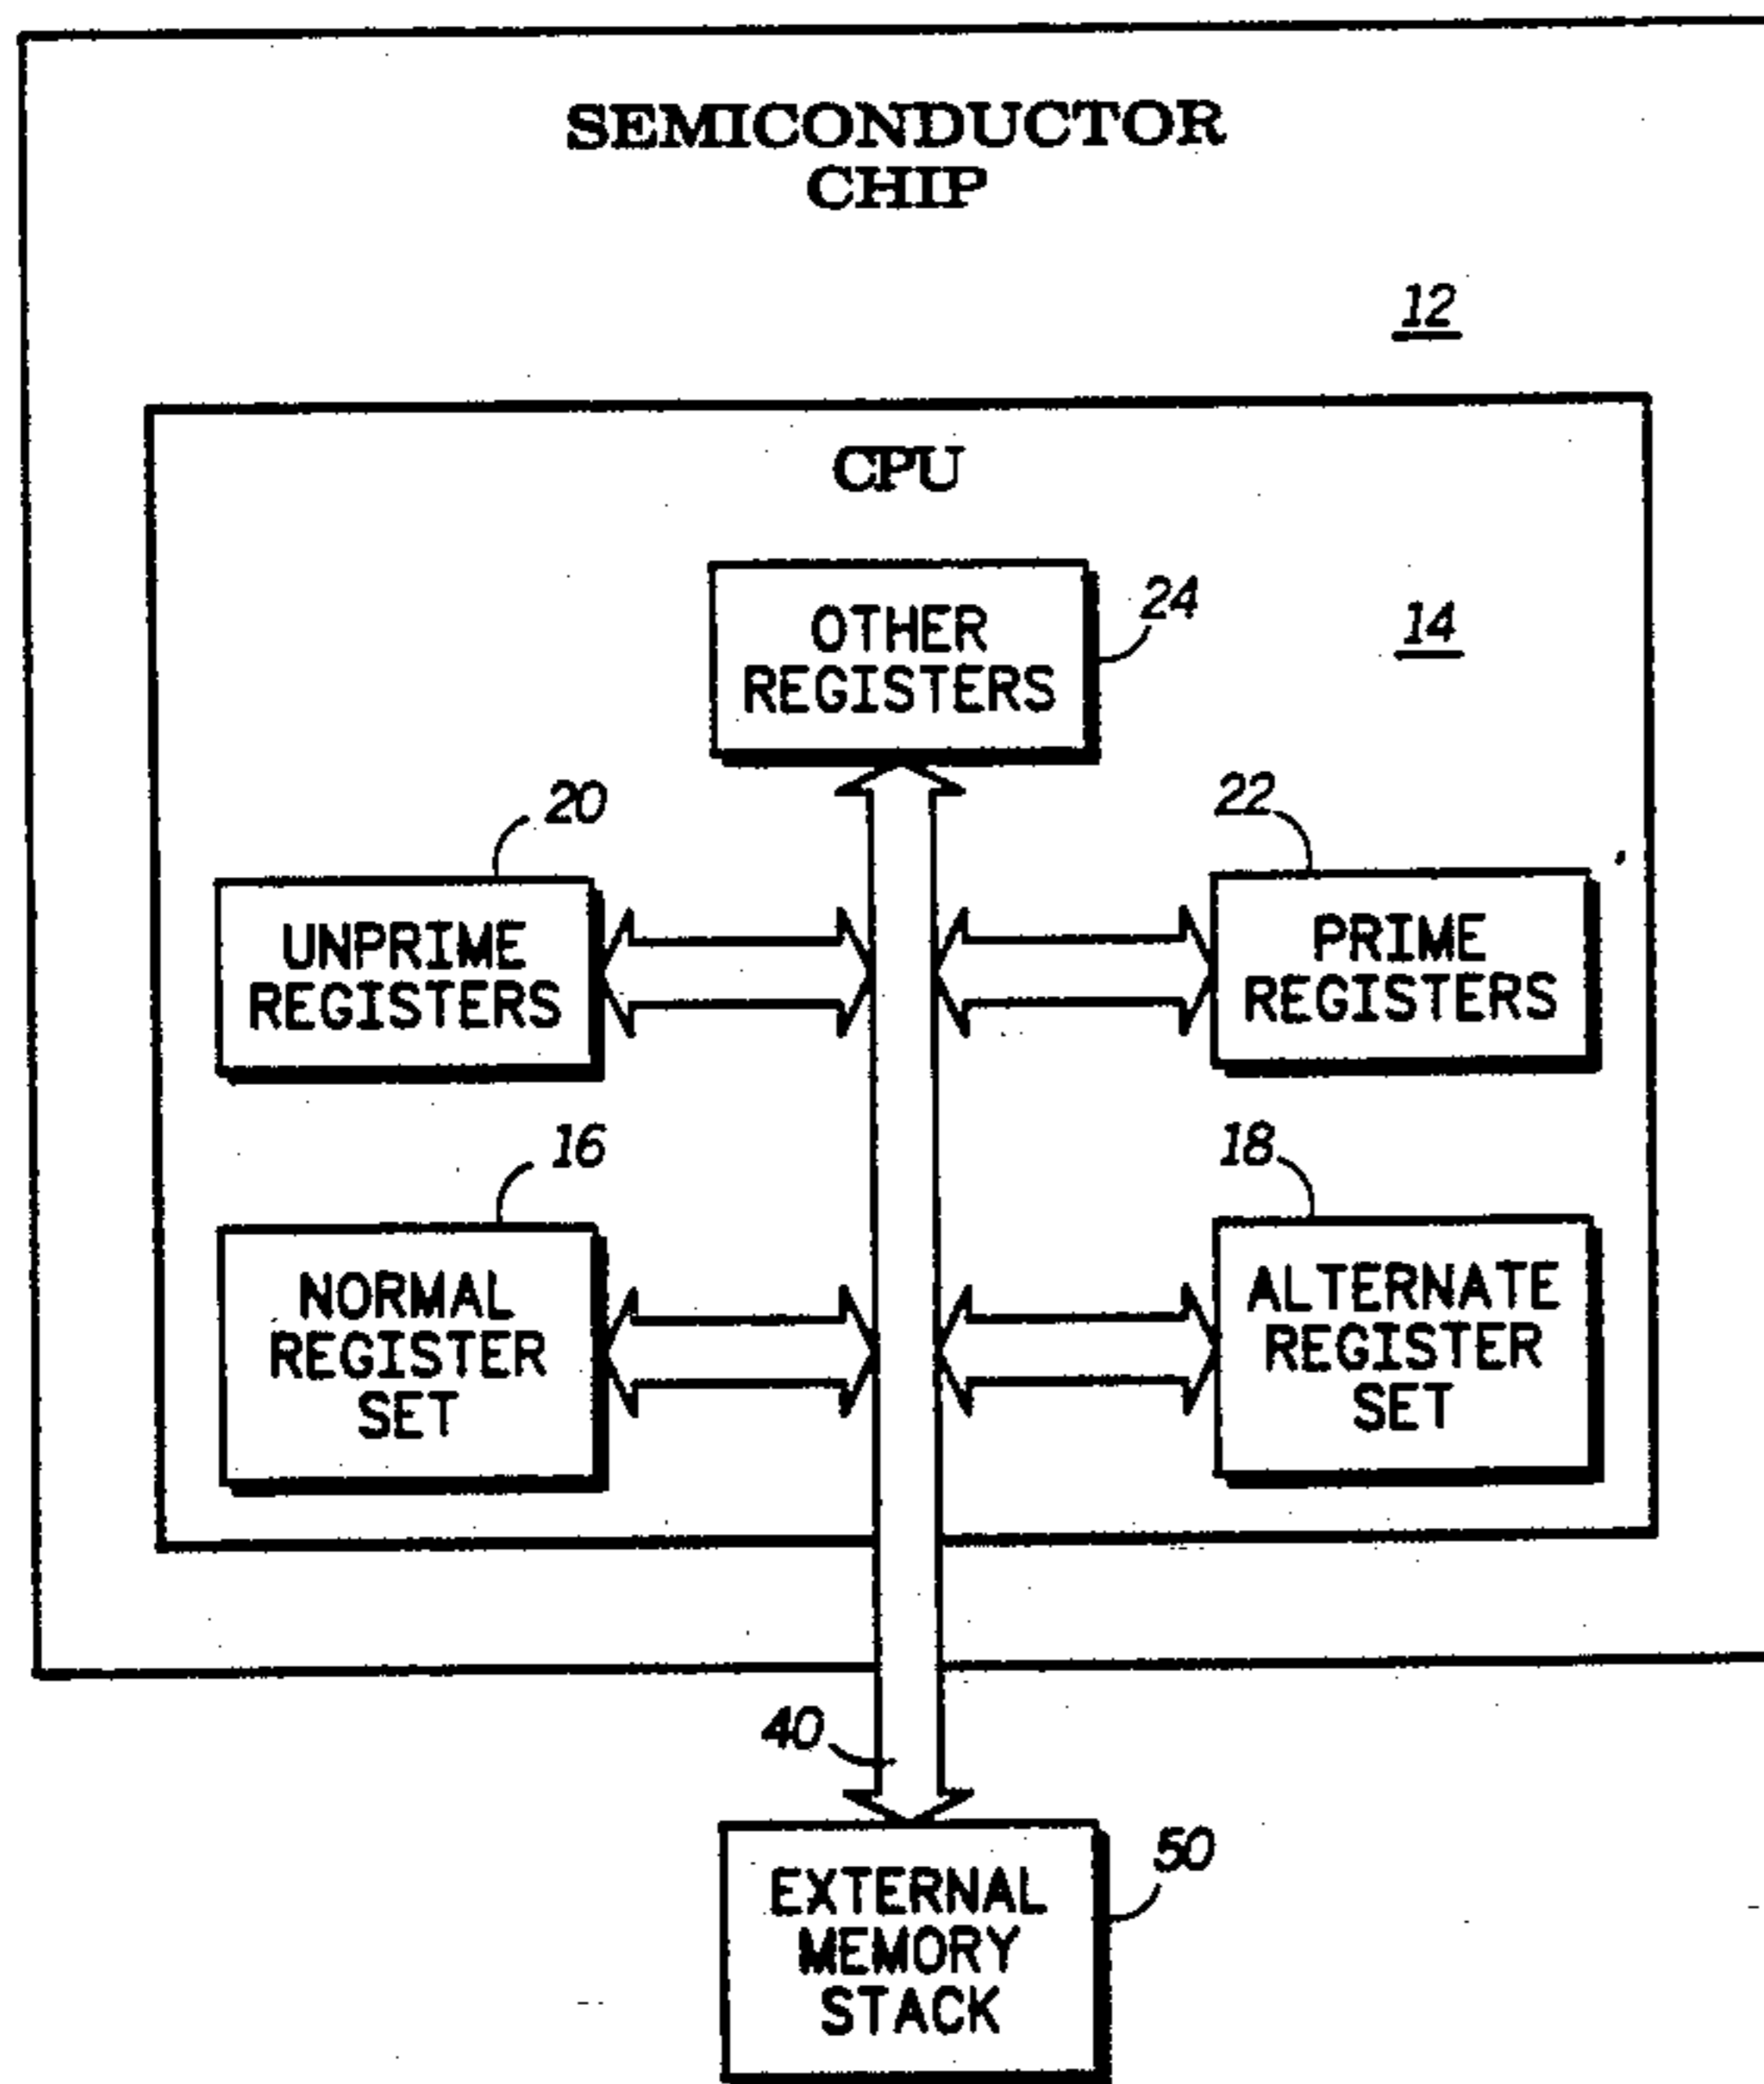 SEMICONDUCTOR
CHIP
12
CPU
OTHER
REGISTERS
24
14
20
22
UNPRIME
REGISTERS
PRIME
REGISTERS
16
18
NORMAL
REGISTER
SET
ALTERNATE
REGISTER
SET
40
EXTERNAL
MEMORY
STACK
50